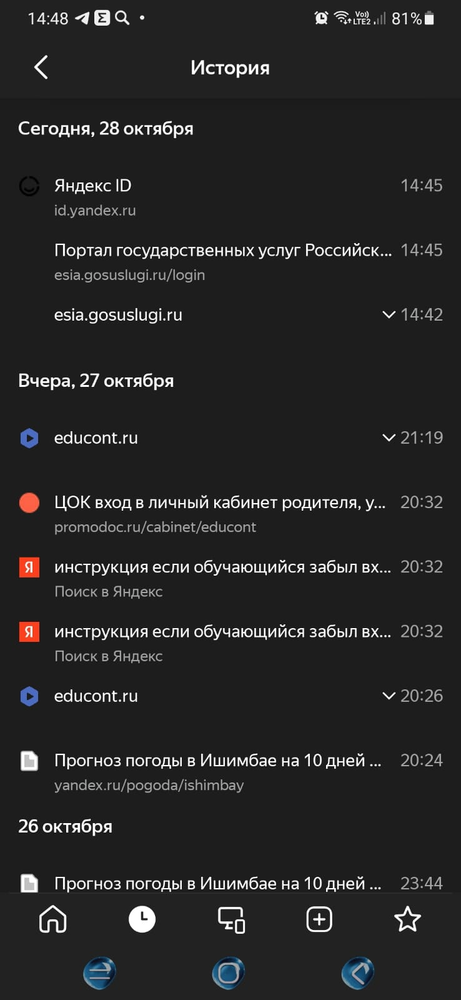 14:48 Vo)) LTE2 81%
История
Сегодня, 28 октября
Яндекс ID 14:45
id.yandex.ru
Портал государственных услуг Российск... 14:45
esia.gosuslugi.ru/login
esia.gosuslugi.ru 14:42
Вчера, 27 октября
educont.ru 21:19
ЦОК вход в личный кабинет родителя, у... 20:32
promodoc.ru/cabinet/educont
Я инструкция если обучающийся забыл вх... 20:32
Поиск в Яндекс
Я инструкция если обучающийся забыл вх... 20:32
Поиск в Яндекс
educont.ru 20:26
Прогноз погоды в Ишимбае на 10 дней ... 20:24
yandex.ru/pogoda/ishimbay
26 октября
Прогноз погоды в Ишимбае на 10 дней ... 23:44